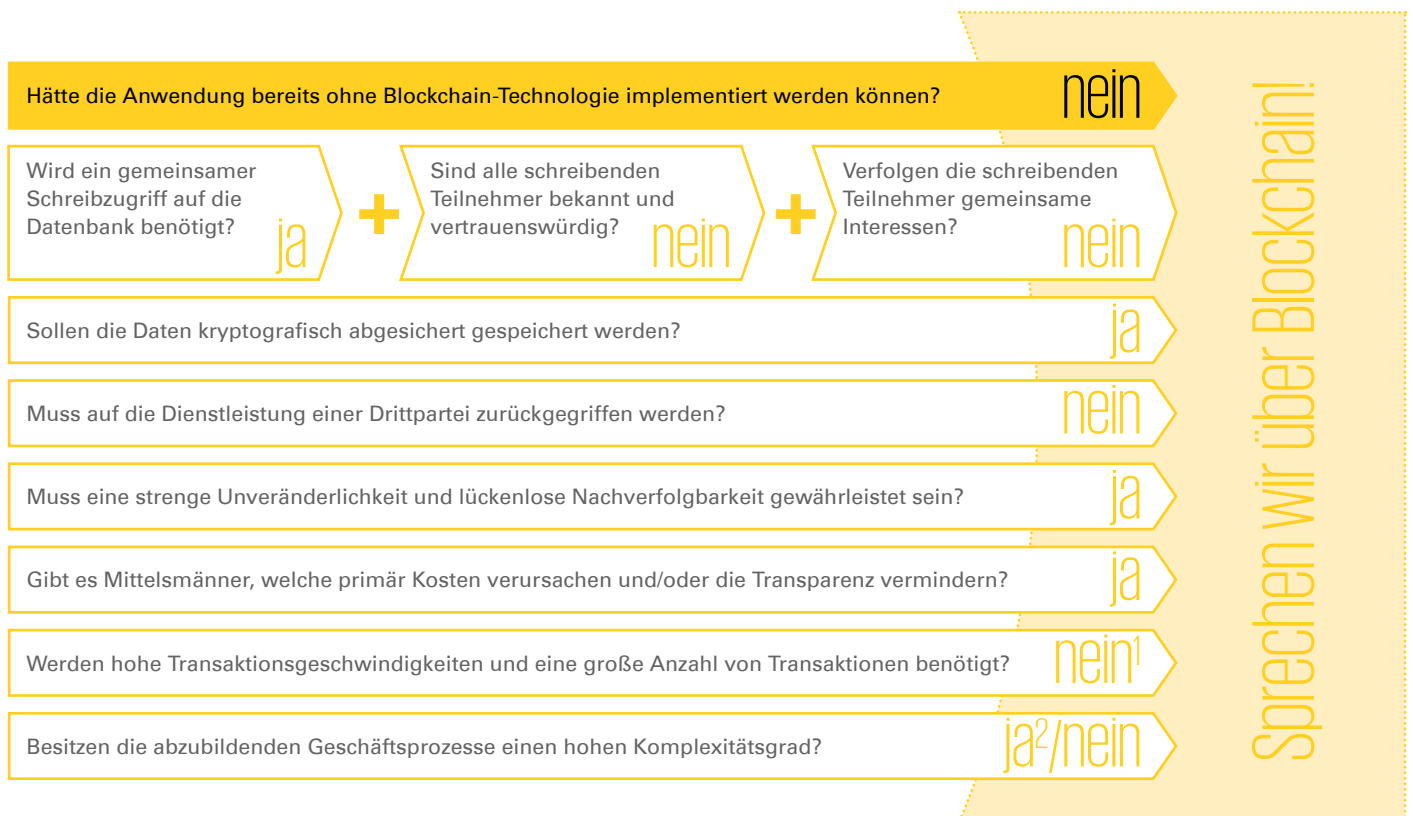 Hätte die Anwendung bereits ohne Blockchain-Technologie implementiert werden können?
nein
Wird ein gemeinsamer
Schreibzugriff auf die
Datenbank benötigt?
ja
+
Sind alle schreibenden
Teilnehmer bekannt und
vertrauenswürdig?
nein
+
Verfolgen die schreibenden
Teilnehmer gemeinsame
Interessen?
nein
Sollen die Daten kryptografisch abgesichert gespeichert werden?
ja
Muss auf die Dienstleistung einer Drittpartei zurückgegriffen werden?
nein
Muss eine strenge Unveränderlichkeit und lückenlose Nachverfolgbarkeit gewährleistet sein?
ja
Gibt es Mittelsmänner, welche primär Kosten verursachen und/oder die Transparenz vermindern?
ja
Werden hohe Transaktionsgeschwindigkeiten und eine große Anzahl von Transaktionen benötigt?
nein¹
Besitzen die abzubildenden Geschäftsprozesse einen hohen Komplexitätsgrad?
ja²/nein
Sprechen wir über Blockchain!